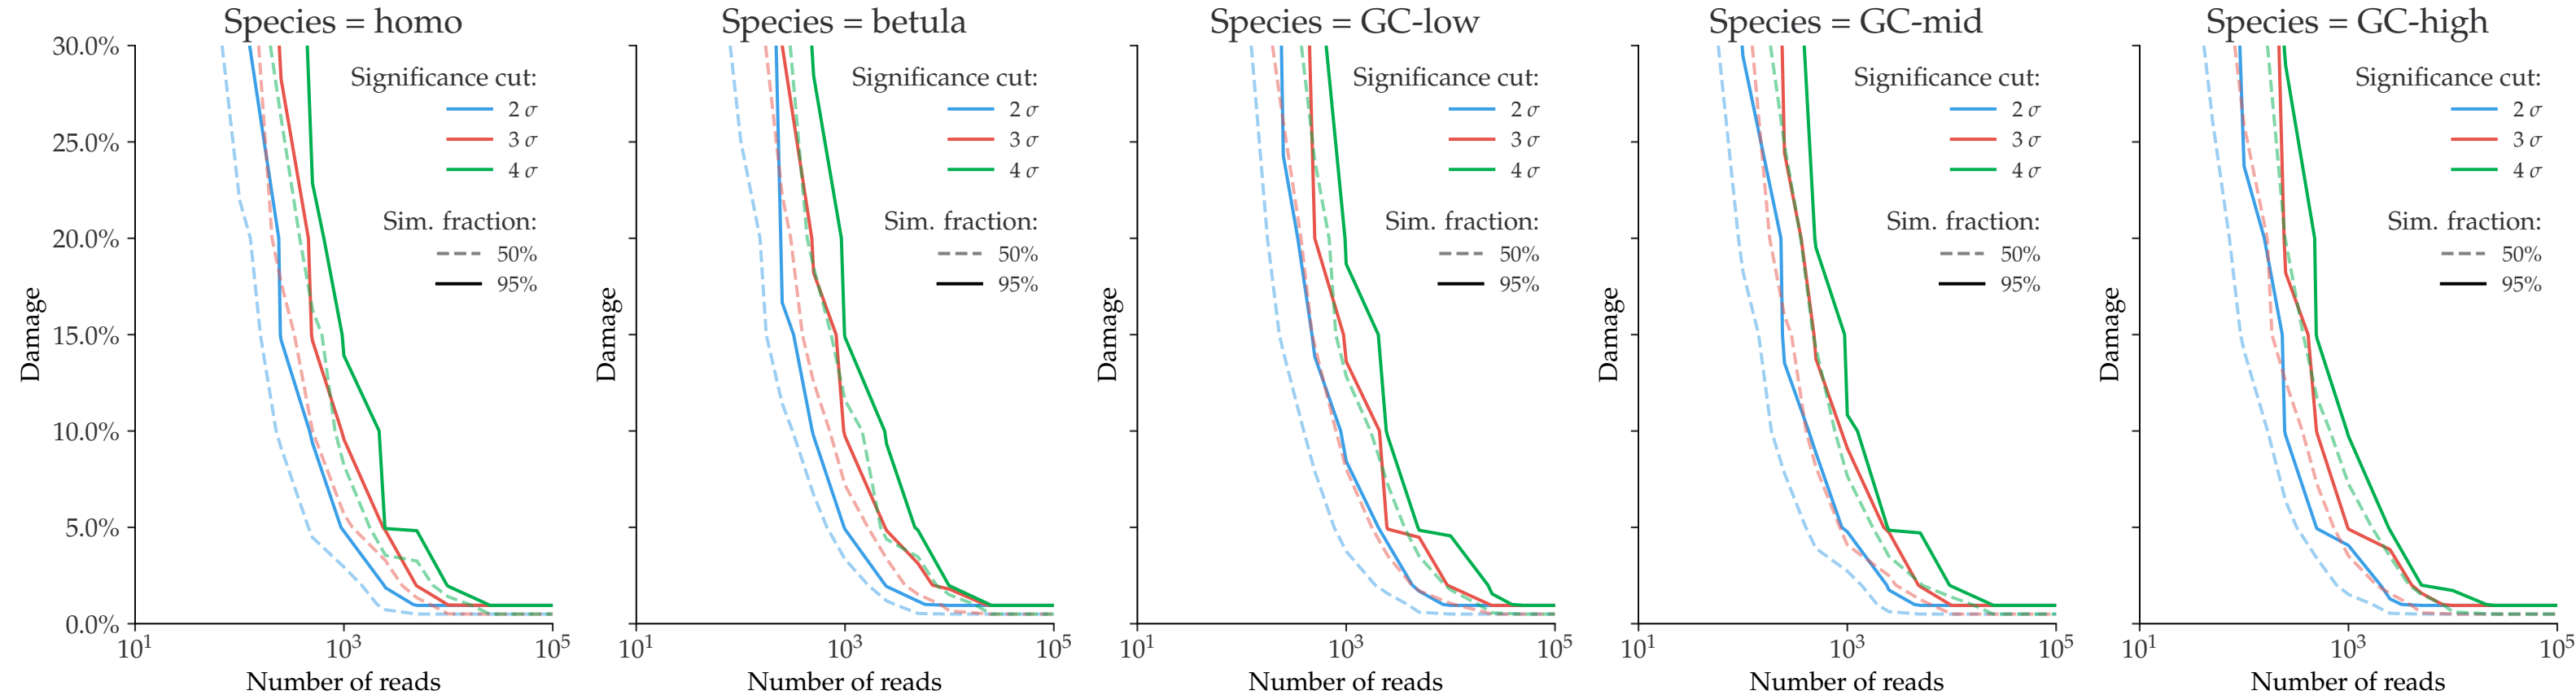 Species = homo
30.0%
25.0%
20.0%
15.0%
10.0%
5.0%
0.0%
Damage
Significance cut:
2 σ
3 σ
4 σ
Sim. fraction:
50%
95%
10¹
10³
10⁵
Number of reads
Species = betula
Damage
Significance cut:
2 σ
3 σ
4 σ
Sim. fraction:
50%
95%
10¹
10³
10⁵
Number of reads
Species = GC-low
Damage
Significance cut:
2 σ
3 σ
4 σ
Sim. fraction:
50%
95%
10¹
10³
10⁵
Number of reads
Species = GC-mid
Damage
Significance cut:
2 σ
3 σ
4 σ
Sim. fraction:
50%
95%
10¹
10³
10⁵
Number of reads
Species = GC-high
Damage
Significance cut:
2 σ
3 σ
4 σ
Sim. fraction:
50%
95%
10¹
10³
10⁵
Number of reads